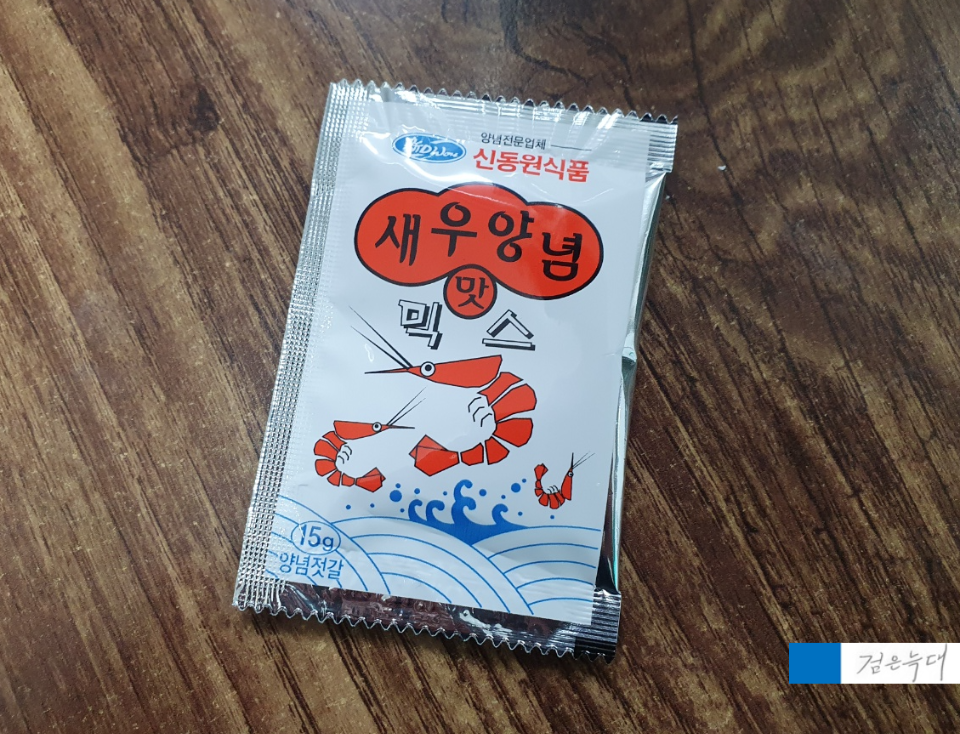 양념전문업체
신동원식품
새우양념
맛
믹스
15g
양념젓갈
검은늑대